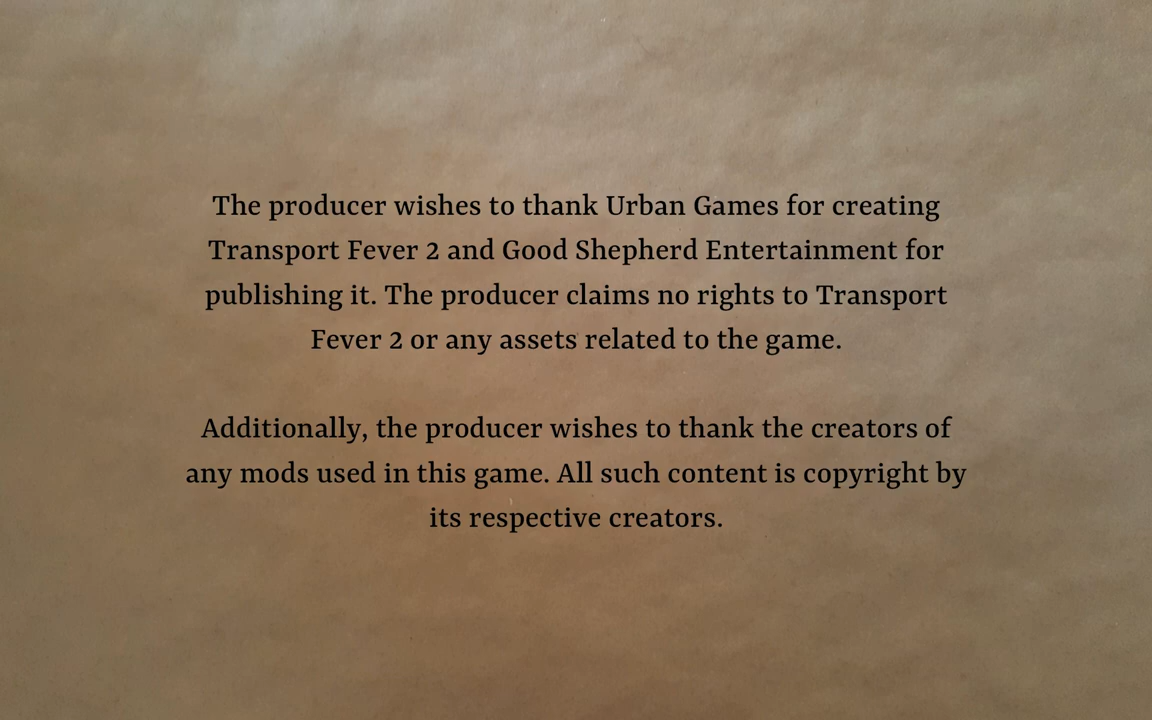 The producer wishes to thank Urban Games for creating
Transport Fever 2 and Good Shepherd Entertainment for
publishing it. The producer claims no rights to Transport
Fever 2 or any assets related to the game.
Additionally, the producer wishes to thank the creators of
any mods used in this game. All such content is copyright by
its respective creators.